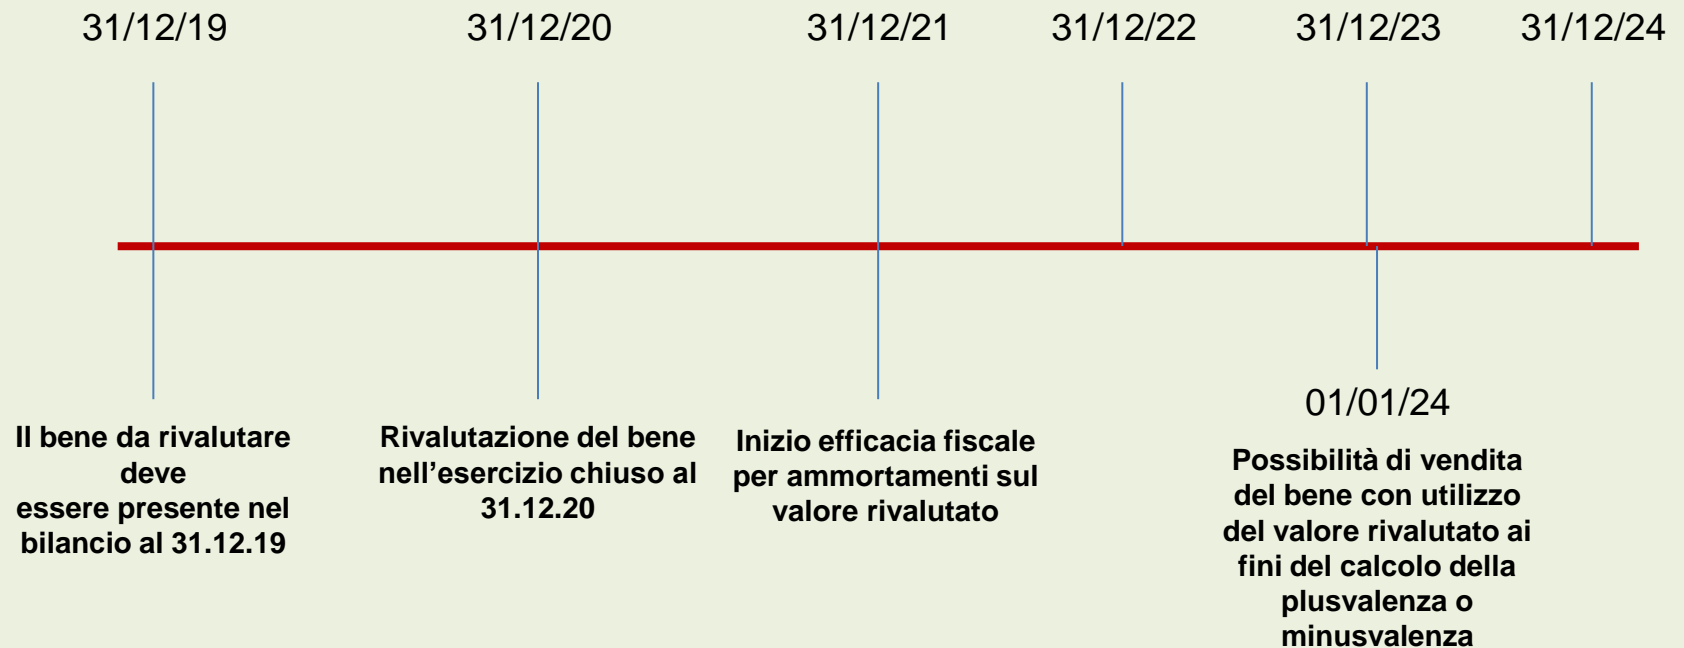 31/12/19
31/12/20
31/12/21
31/12/22
31/12/23
31/12/24
Il bene da rivalutare
deve
essere presente nel
bilancio al 31.12.19
Rivalutazione del bene
nell’esercizio chiuso al
31.12.20
Inizio efficacia fiscale
per ammortamenti sul
valore rivalutato
01/01/24
Possibilità di vendita
del bene con utilizzo
del valore rivalutato ai
fini del calcolo della
plusvalenza o
minusvalenza